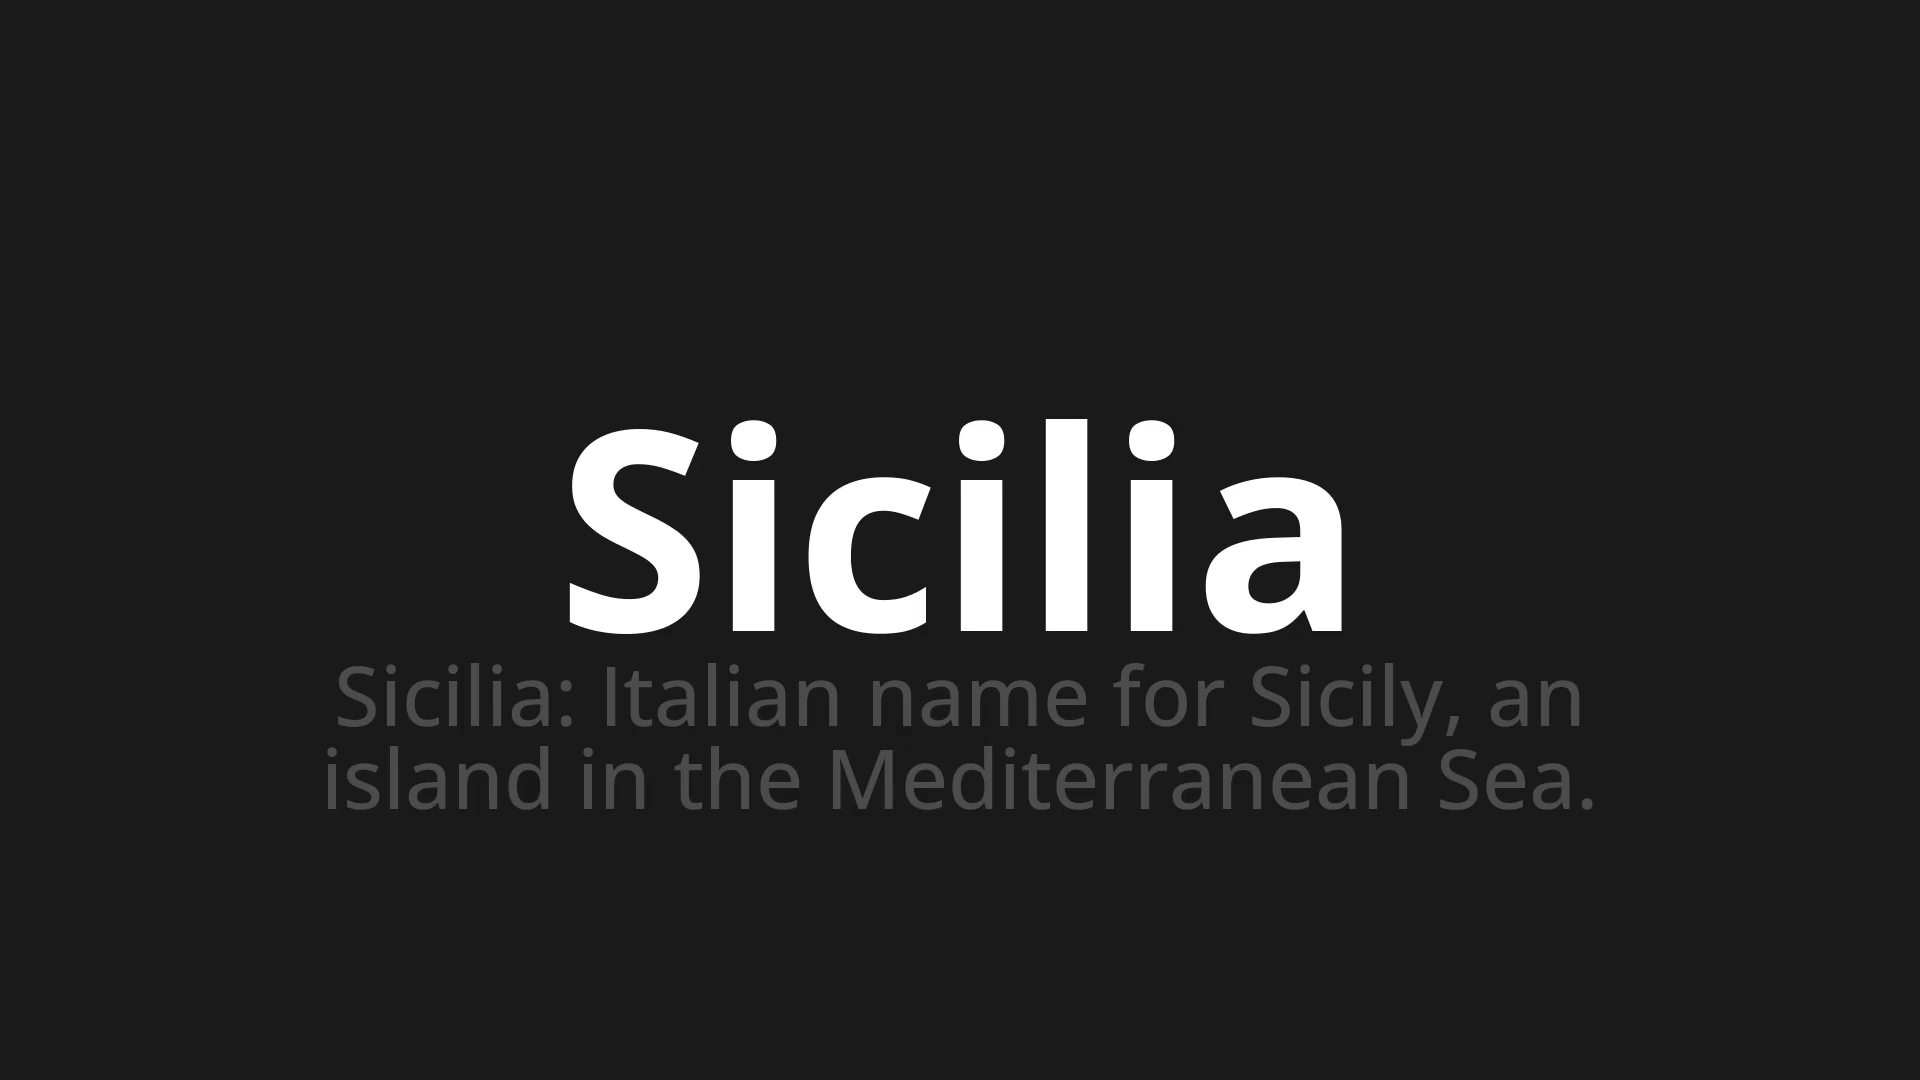 Sicilia
Sicilia: Italian name for Sicily, an
island in the Mediterranean Sea.